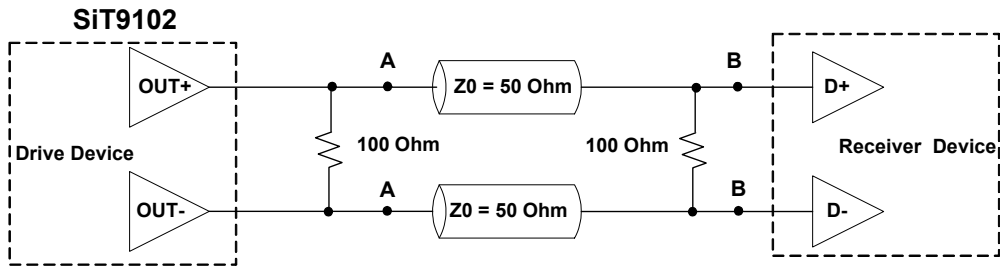 SiT9102
OUT+
A
Z0 = 50 Ohm
B
D+
Drive Device
100 Ohm
100 Ohm
Receiver Device
OUT-
A
Z0 = 50 Ohm
B
D-